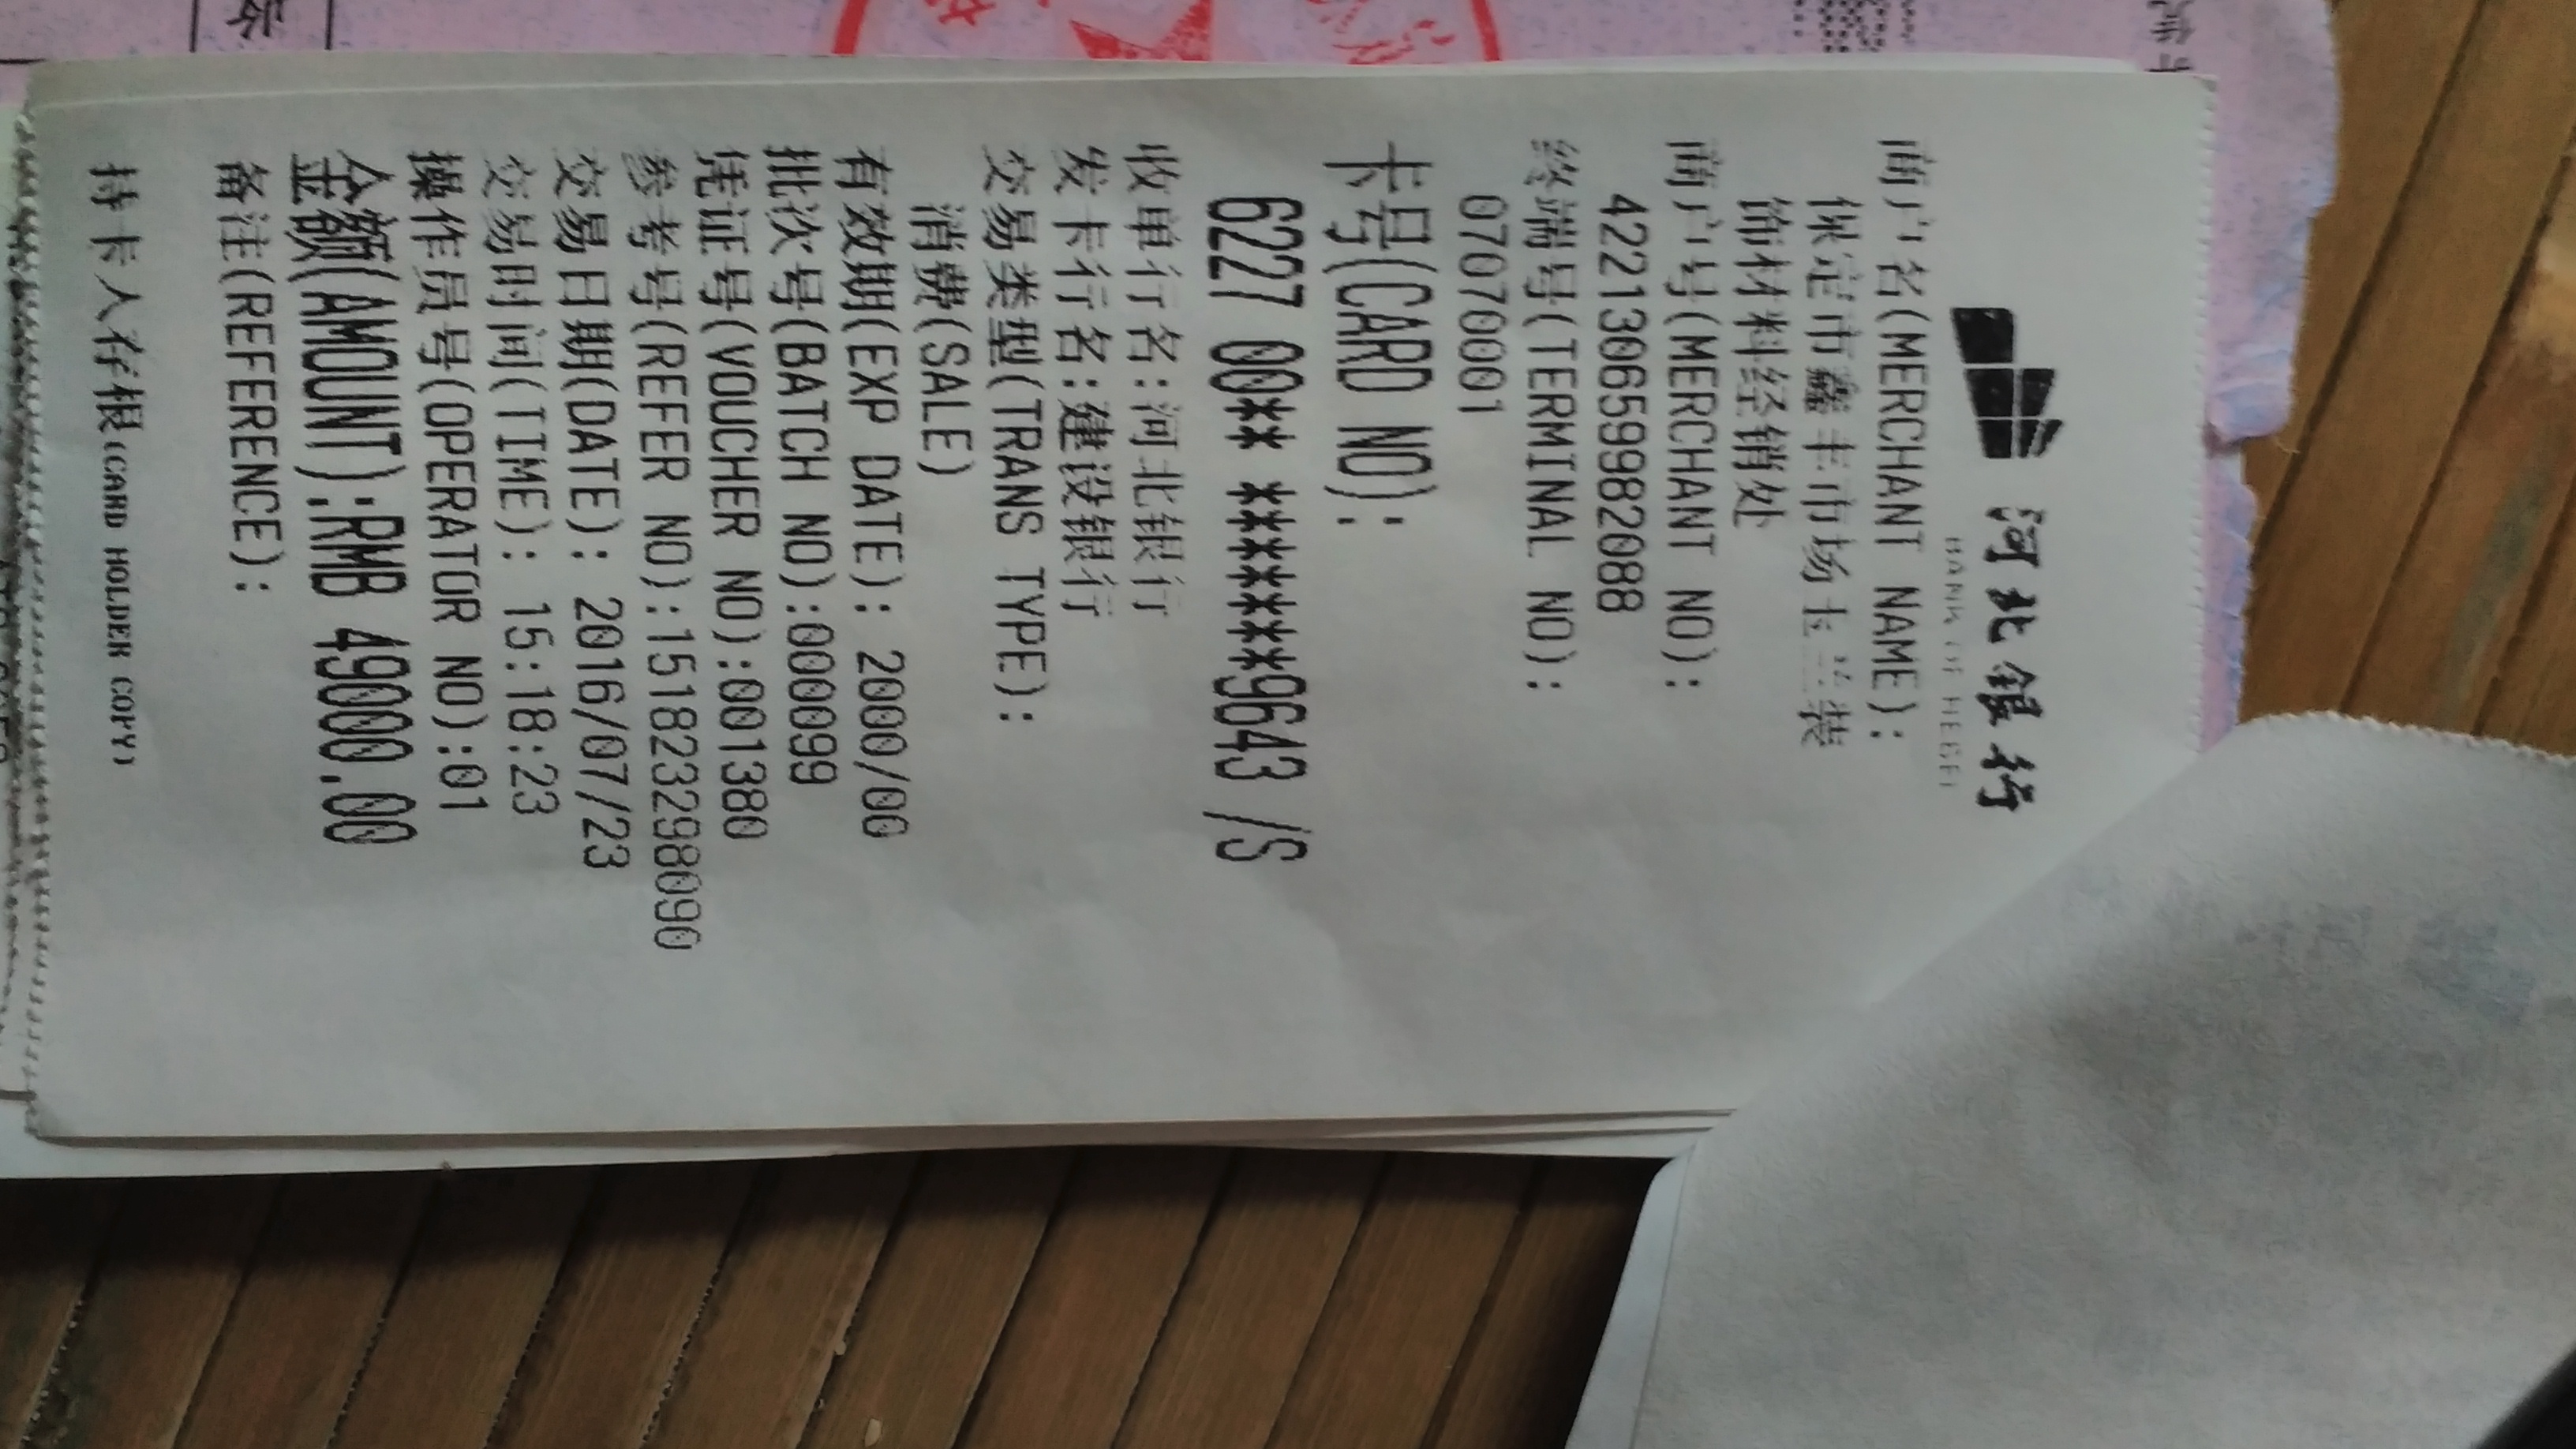 河北银行
BANK OF HEBEI
商户名(MERCHANT NAME):
保定市鑫丰市场玉兰装
饰材料经销处
商户号(MERCHANT NO):
422130659982088
终端号(TERMINAL NO):
07070001
卡号(CARD NO):
6227 00** *******9643 /S
收单行名:河北银行
发卡行名:建设银行
交易类型(TRANS TYPE):
消费(SALE)
有效期(EXP DATE): 2000/00
批次号(BATCH NO):000099
凭证号(VOUCHER NO):001380
参考号(REFER NO):151823298090
交易日期(DATE): 2016/07/23
交易时间(TIME): 15:18:23
操作员号(OPERATOR NO):01
金额(AMOUNT):RMB 49000.00
备注(REFERENCE):
持卡人存根(CARD HOLDER COPY)